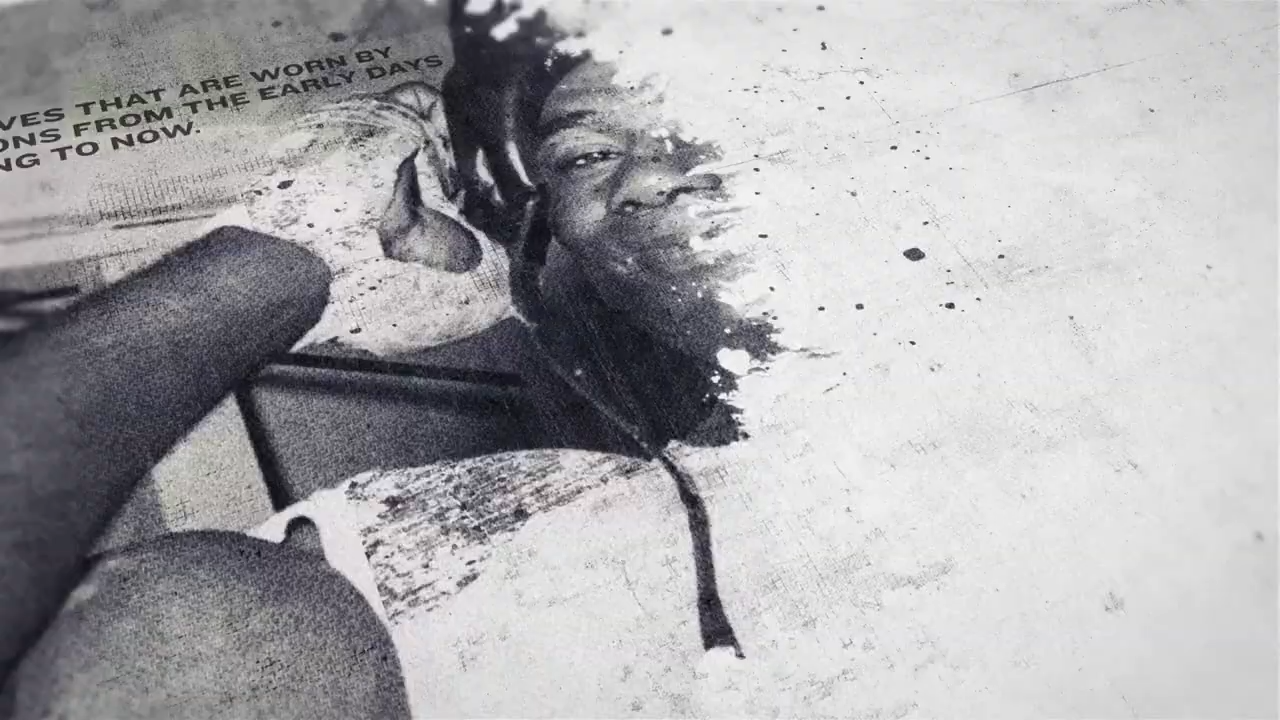 VES THAT ARE WORN BY
ONS FROM THE EARLY DAYS
NG TO NOW.